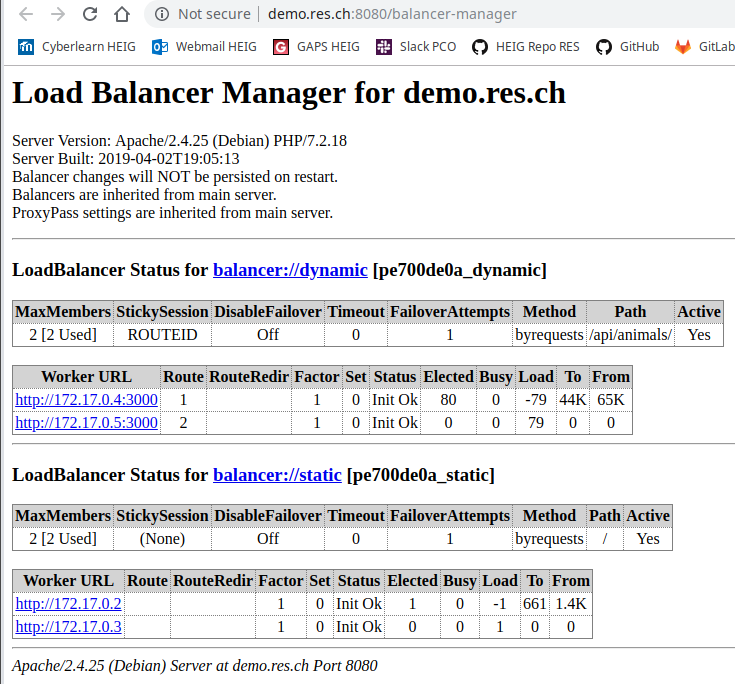 Not secure | demo.res.ch:8080/balancer-manager
Cyberlearn HEIG Webmail HEIG GAPS HEIG Slack PCO HEIG Repo RES GitHub GitLab
Load Balancer Manager for demo.res.ch
Server Version: Apache/2.4.25 (Debian) PHP/7.2.18
Server Built: 2019-04-02T19:05:13
Balancer changes will NOT be persisted on restart.
Balancers are inherited from main server.
ProxyPass settings are inherited from main server.
LoadBalancer Status for balancer://dynamic [pe700de0a_dynamic]
MaxMembers StickySession DisableFailover Timeout FailoverAttempts Method Path Active
2 [2 Used] ROUTEID Off 0 1 byrequests /api/animals/ Yes
Worker URL Route RouteRedir Factor Set Status Elected Busy Load To From
http://172.17.0.4:3000 1 1 0 Init Ok 80 0 -79 44K 65K
http://172.17.0.5:3000 2 1 0 Init Ok 0 0 79 0 0
LoadBalancer Status for balancer://static [pe700de0a_static]
MaxMembers StickySession DisableFailover Timeout FailoverAttempts Method Path Active
2 [2 Used] (None) Off 0 1 byrequests / Yes
Worker URL Route RouteRedir Factor Set Status Elected Busy Load To From
http://172.17.0.2 1 0 Init Ok 1 0 -1 661 1.4K
http://172.17.0.3 1 0 Init Ok 0 0 1 0 0
Apache/2.4.25 (Debian) Server at demo.res.ch Port 8080